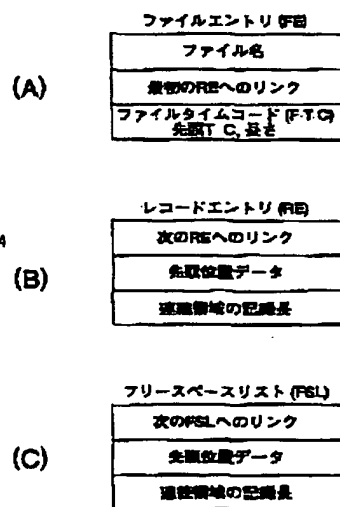 ファイルエントリ (FE)
ファイル名
(A)
最初のREへのリンク
ファイルタイムコード (F.T.C)
先頭T C, 長さ
レコードエントリ (RE)
4
次のREへのリンク
(B)
先頭位置データ
連続領域の記録長
フリースペースリスト (FSL)
次のFSLへのリンク
(C)
先頭位置データ
連続領域の記録長